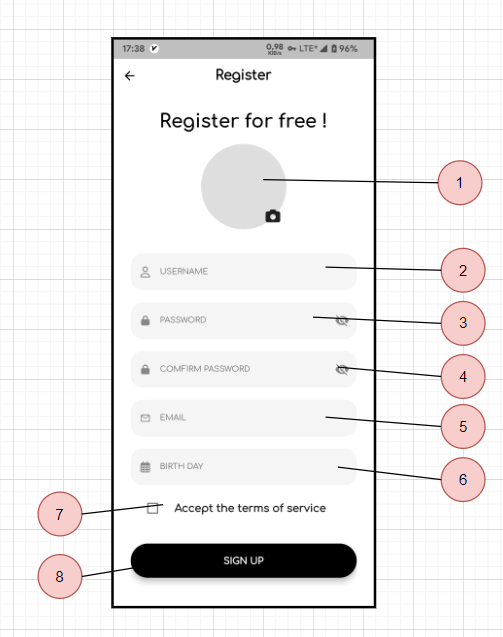 17:38 0,98 KB/s LTE+ 96%
Register
Register for free !
1
USERNAME
2
PASSWORD
3
COMFIRM PASSWORD
4
EMAIL
5
BIRTH DAY
6
7
Accept the terms of service
SIGN UP
8